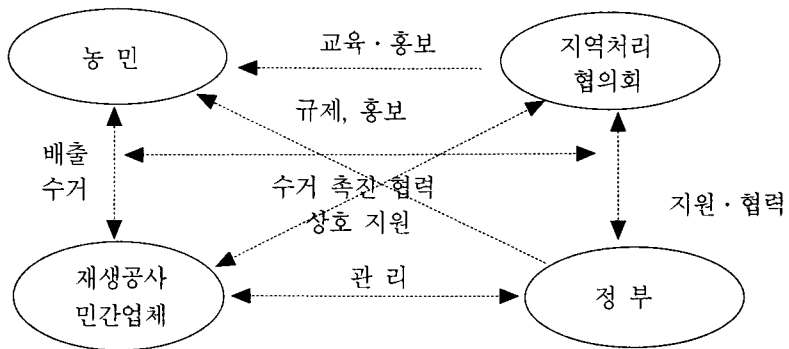 농 민
교육·홍보
지역처리
협의회
규제, 홍보
배출
수거
수거 촉진 협력
상호 지원
지원·협력
재생공사
민간업체
관 리
정 부